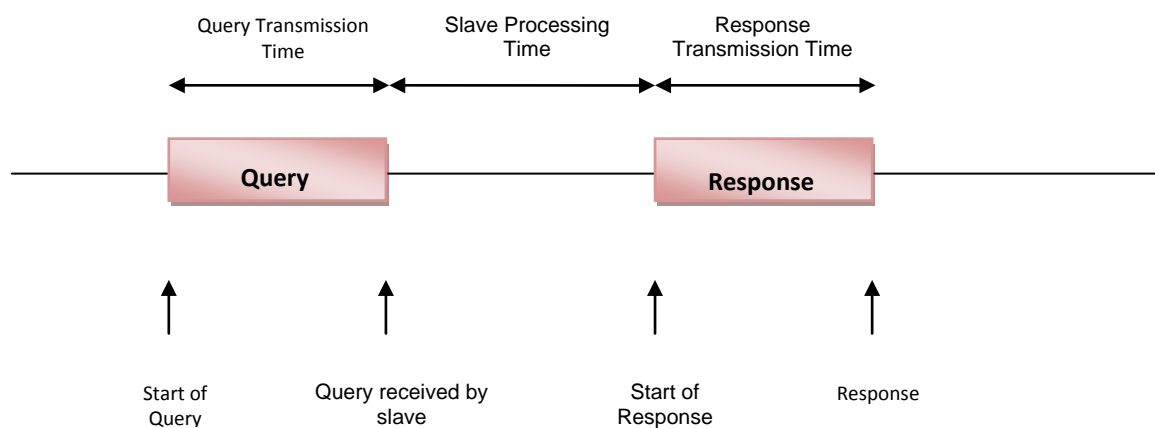 Query Transmission
Time
Slave Processing
Time
Response
Transmission Time
Query
Response
Start of
Query
Query received by
slave
Start of
Response
Response